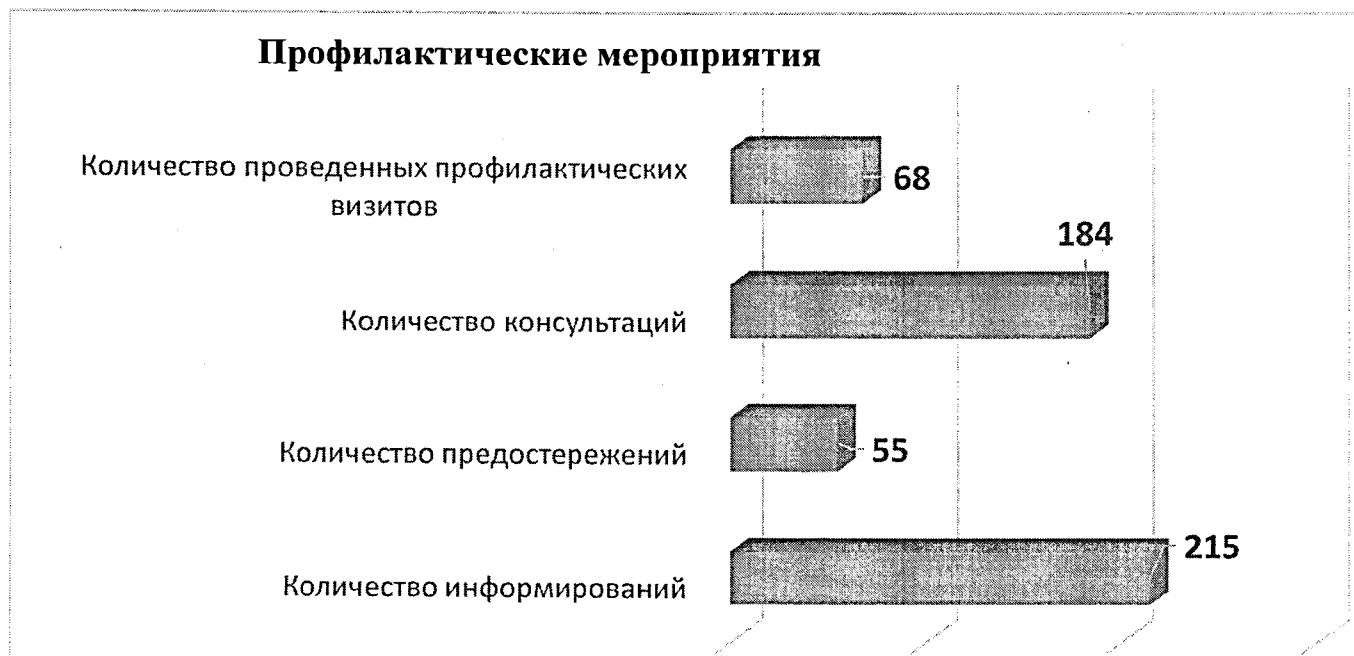 Профилактические мероприятия
Количество проведенных профилактических
визитов
68
184
Количество консультаций
Количество предостережений
55
215
Количество информирований